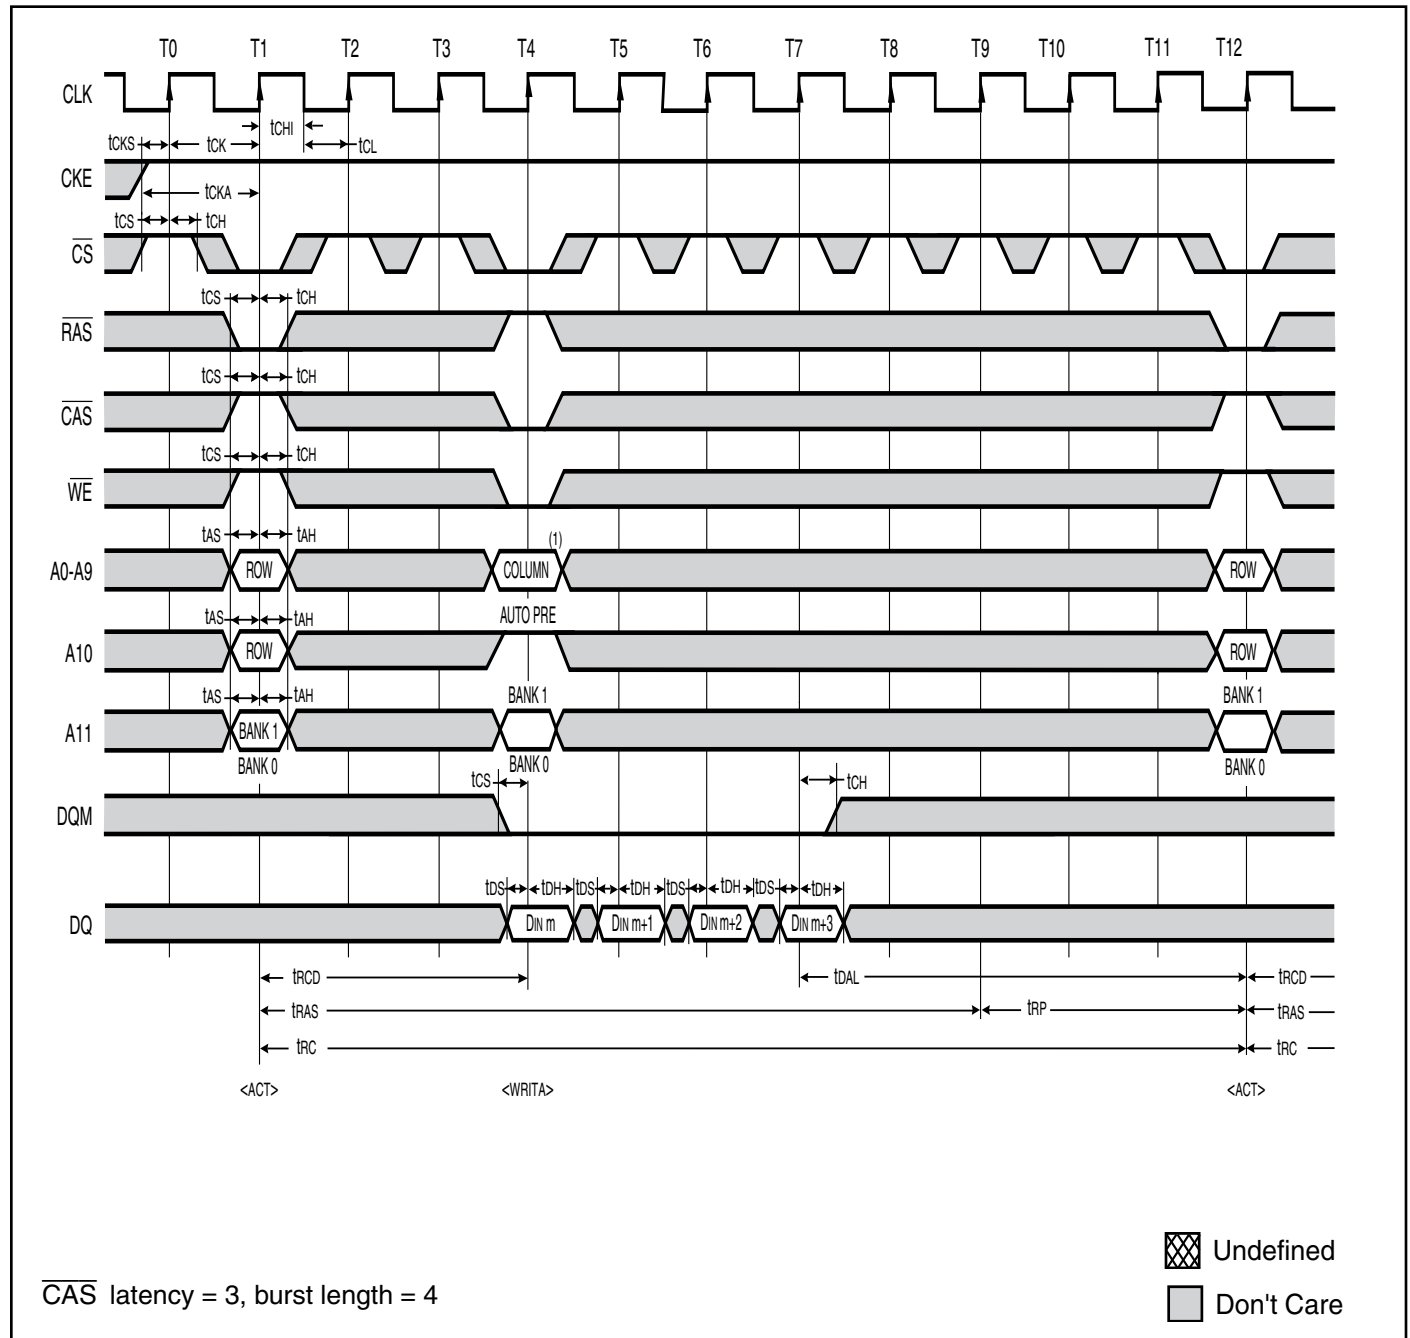 T0 T1 T2 T3 T4 T5 T6 T7 T8 T9 T10 T11 T12
CLK
tCHI
tCKS tCK tCL
CKE
tCKA
tCS tCH
CS
tCS tCH
RAS
tCS tCH
CAS
tCS tCH
WE
tAS tAH (1)
A0-A9 ROW COLUMN ROW
tAS tAH AUTO PRE
A10 ROW ROW
tAS tAH BANK 1 BANK 1
A11 BANK 1
BANK 0 BANK 0 BANK 0
tCS tCH
DQM
tDS tDH tDS tDH tDS tDH tDS tDH
DQ DIN m DIN m+1 DIN m+2 DIN m+3
tRCD tDAL tRCD
tRAS tRP tRAS
tRC tRC
<ACT> <WRITA> <ACT>
Undefined
CAS latency = 3, burst length = 4
Don't Care